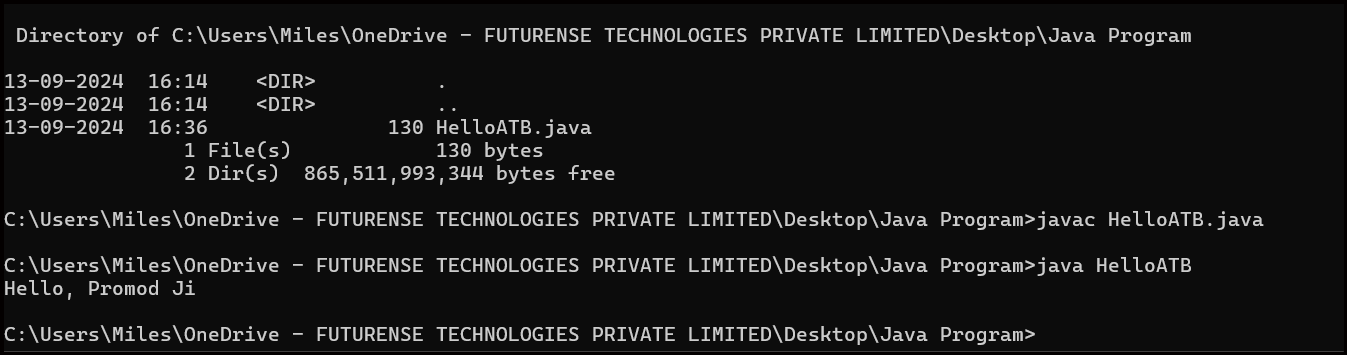 Directory of C:\Users\Miles\OneDrive - FUTURENSE TECHNOLOGIES PRIVATE LIMITED\Desktop\Java Program
13-09-2024  16:14    <DIR>          .
13-09-2024  16:14    <DIR>          ..
13-09-2024  16:36               130 HelloATB.java
               1 File(s)            130 bytes
               2 Dir(s)  865,511,993,344 bytes free
C:\Users\Miles\OneDrive - FUTURENSE TECHNOLOGIES PRIVATE LIMITED\Desktop\Java Program>javac HelloATB.java
C:\Users\Miles\OneDrive - FUTURENSE TECHNOLOGIES PRIVATE LIMITED\Desktop\Java Program>java HelloATB
Hello, Promod Ji
C:\Users\Miles\OneDrive - FUTURENSE TECHNOLOGIES PRIVATE LIMITED\Desktop\Java Program>